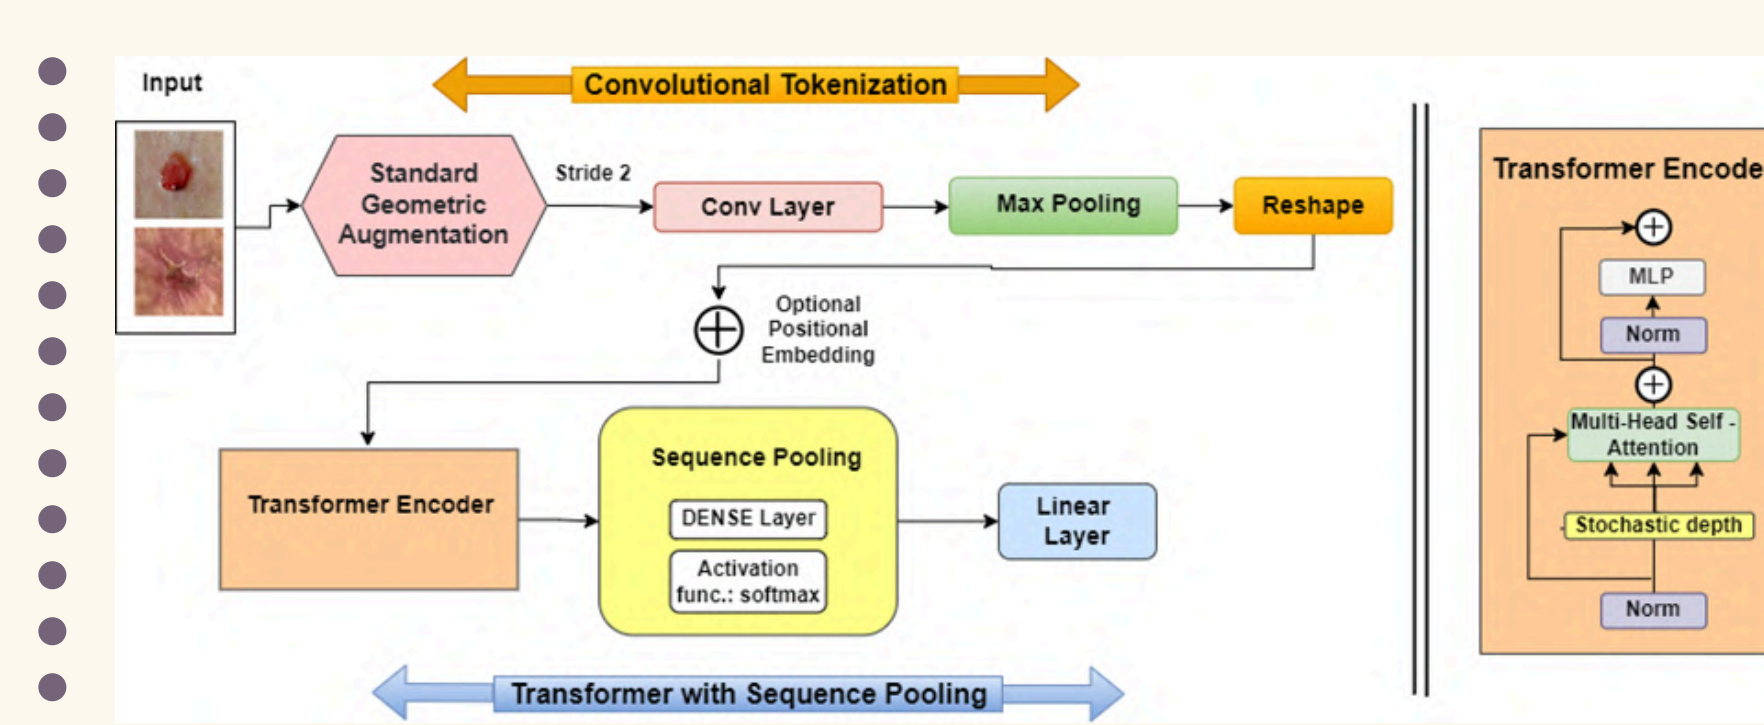 Input
Convolutional Tokenization
Standard
Geometric
Augmentation
Stride 2
Conv Layer
Max Pooling
Reshape
Optional
Positional
Embedding
Transformer Encoder
Sequence Pooling
DENSE Layer
Activation
func.: softmax
Linear
Layer
Transformer with Sequence Pooling
Transformer Encode
MLP
Norm
Multi-Head Self -
Attention
Stochastic depth
Norm